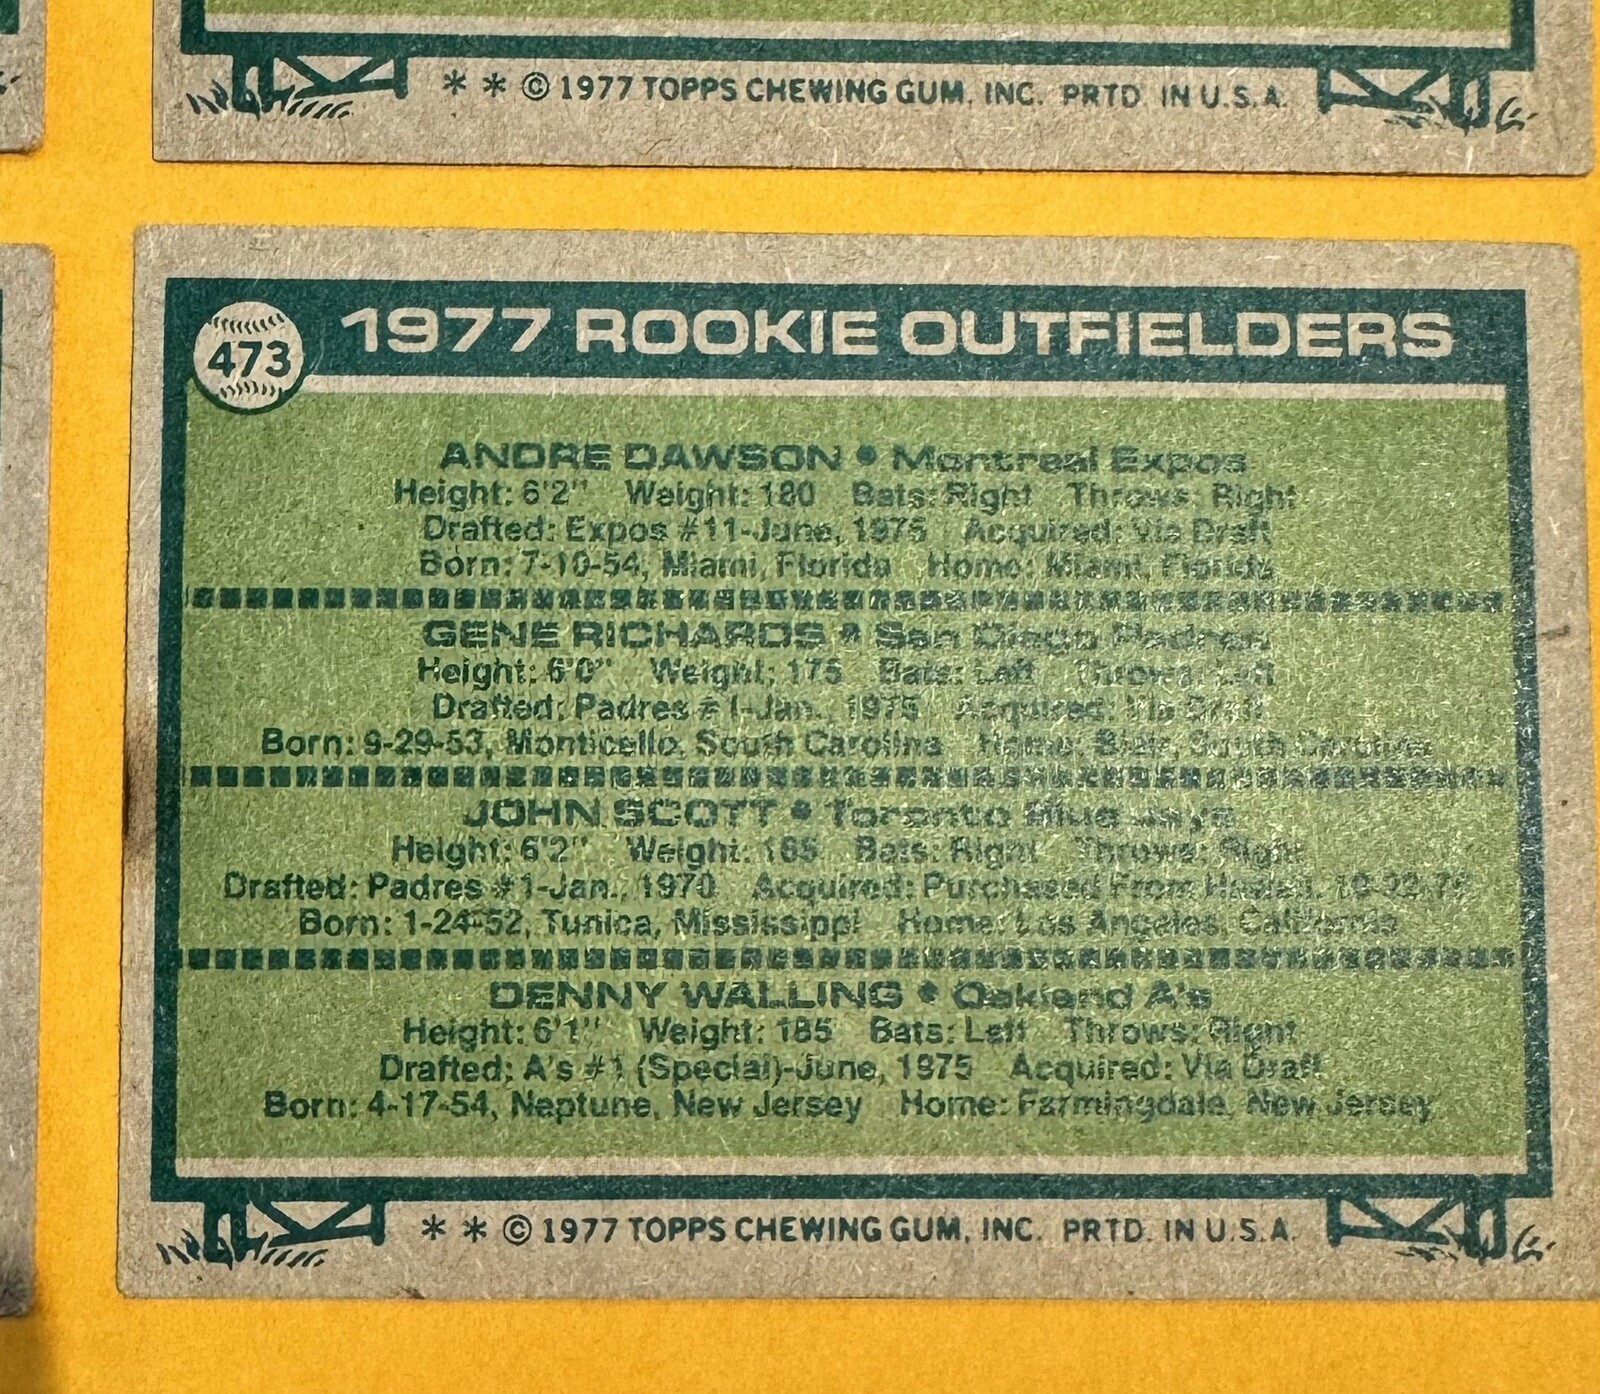 * * © 1977 TOPPS CHEWING GUM, INC. PRTD. IN U.S.A.
473 1977 ROOKIE OUTFIELDERS
ANDRE DAWSON • Montreal Expos
Height: 6'2" Weight: 180 Bats: Right Throws: Right
Drafted: Expos #11-June, 1975 Acquired: Via Draft
Born: 7-10-54, Miami, Florida Home: Miami, Florida
GENE RICHARDS • San Diego Padres
Height: 6'0" Weight: 175 Bats: Left Throws: Left
Drafted: Padres #1-Jan., 1975 Acquired: Via Draft
Born: 9-29-53, Monticello, South Carolina Home: Blair, South Carolina
JOHN SCOTT • Toronto Blue Jays
Height: 6'2" Weight: 165 Bats: Right Throws: Right
Drafted: Padres #1-Jan., 1970 Acquired: Purchased From Hawaii,
Born: 1-24-52, Tunica, Mississippi Home: Los Angeles, California
DENNY WALLING • Oakland A's
Height: 6'1" Weight: 185 Bats: Left Throws: Right
Drafted: A's #1 (Special)-June, 1975 Acquired: Via Draft
Born: 4-17-54, Neptune, New Jersey Home: Farmingdale, New Jersey
* * © 1977 TOPPS CHEWING GUM, INC. PRTD. IN U.S.A.